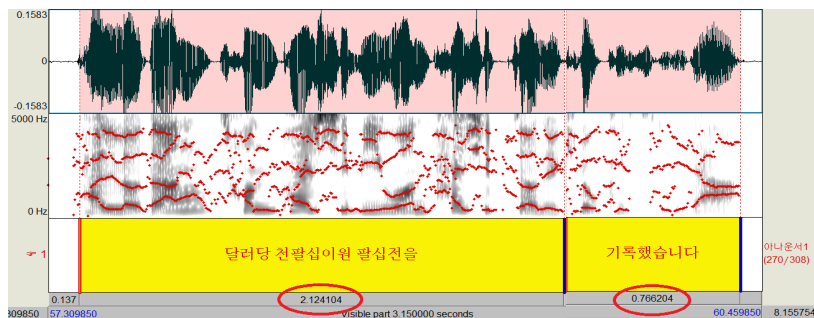 0.1583
0
-0.1583
5000 Hz
0 Hz
☞ 1
달러당 천팔십이원 팔십전을
기록했습니다
아나운서1
(270/308)
0.137
2.124104
0.766204
309850
57.309850
Visible part 3.150000 seconds
60.459850
8.155754